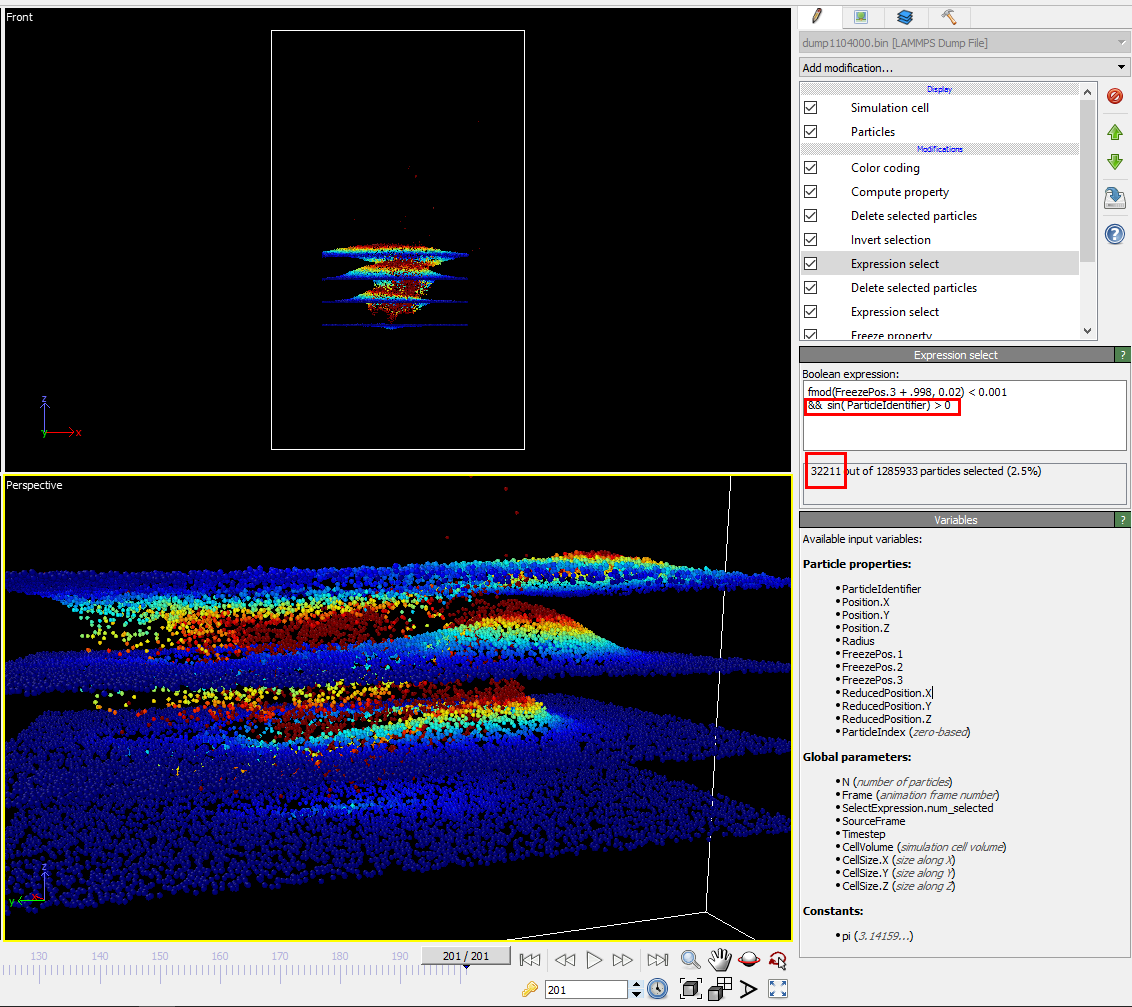 Front
z
y
x
Perspective
z
x
y
130 140 150 160 170 180 190
201 / 201
201
dump1104000.bin [LAMMPS Dump File]
Add modification...
Display
Simulation cell
Particles
Modifications
Color coding
Compute property
Delete selected particles
Invert selection
Expression select
Delete selected particles
Expression select
Freeze property
Expression select
?
Boolean expression:
fmod(FreezePos.3 + .998, 0.02) < 0.001
&& sin( ParticleIdentifier) > 0
32211 out of 1285933 particles selected (2.5%)
Variables
?
Available input variables:
Particle properties:
• ParticleIdentifier
• Position.X
• Position.Y
• Position.Z
• Radius
• FreezePos.1
• FreezePos.2
• FreezePos.3
• ReducedPosition.X
• ReducedPosition.Y
• ReducedPosition.Z
• ParticleIndex (zero-based)
Global parameters:
• N (number of particles)
• Frame (animation frame number)
• SelectExpression.num_selected
• SourceFrame
• Timestep
• CellVolume (simulation cell volume)
• CellSize.X (size along X)
• CellSize.Y (size along Y)
• CellSize.Z (size along Z)
Constants:
• pi (3.14159...)